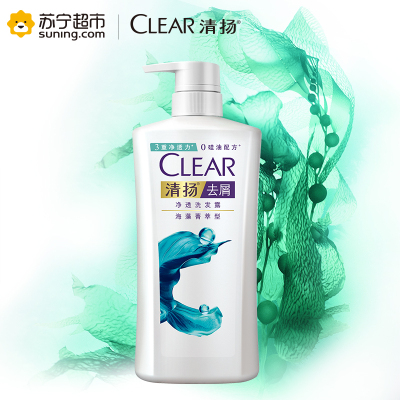 苏宁超市
suning.com
CLEAR 清扬
3重净透力* 0硅油配方*
CLEAR
清扬 去屑
净透洗发露
海藻菁萃型